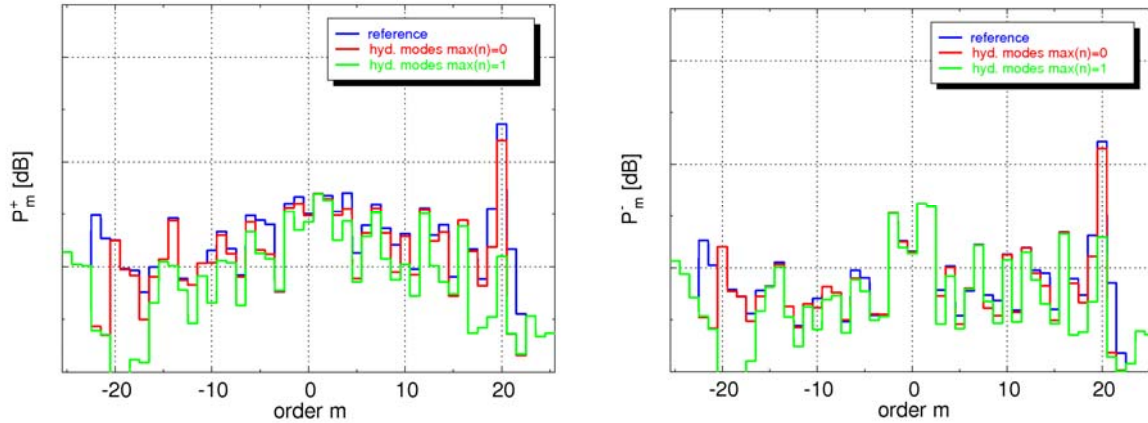 reference
hyd. modes max(n)=0
hyd. modes max(n)=1
P+m [dB]
-20 -10 0 10 20
order m
reference
hyd. modes max(n)=0
hyd. modes max(n)=1
P-m [dB]
-20 -10 0 10 20
order m